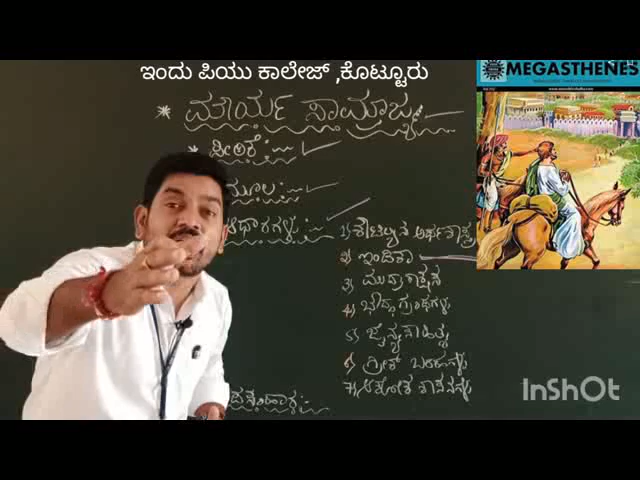 ಇಂದು ಪಿಯು ಕಾಲೇಜ್ ,ಕೊಟ್ಟೂರು
MEGASTHENES
* ಮೌರ್ಯ ಸಾಮ್ರಾಜ್ಯ
* ಪೀಠಿಕೆ :
ಮೂಲ :
ಆಧಾರಗಳು :
1) ಕೌಟಿಲ್ಯನ ಅರ್ಥಶಾಸ್ತ್ರ
2) ಇಂಡಿಕಾ
3) ಮುದ್ರಾರಾಕ್ಷಸ
4) ಬೌದ್ಧ ಗ್ರಂಥಗಳು
5) ಜೈನ್ಯ ಸಾಹಿತ್ಯ
6) ಗ್ರೀಕ್ ಬರಹಗಳು
7) ಅಶೋಕನ ಶಾಸನಗಳು
InShOt